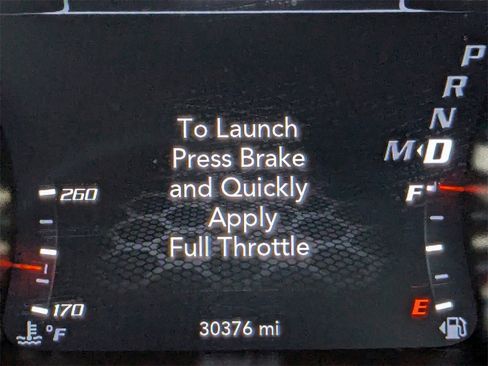 P
R
N
M D
To Launch
Press Brake
and Quickly
Apply
Full Throttle
260
170
°F
F
E
30376 mi